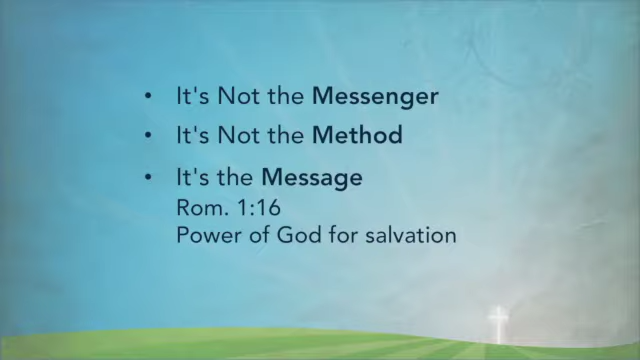 • It's Not the Messenger
• It's Not the Method
• It's the Message
Rom. 1:16
Power of God for salvation